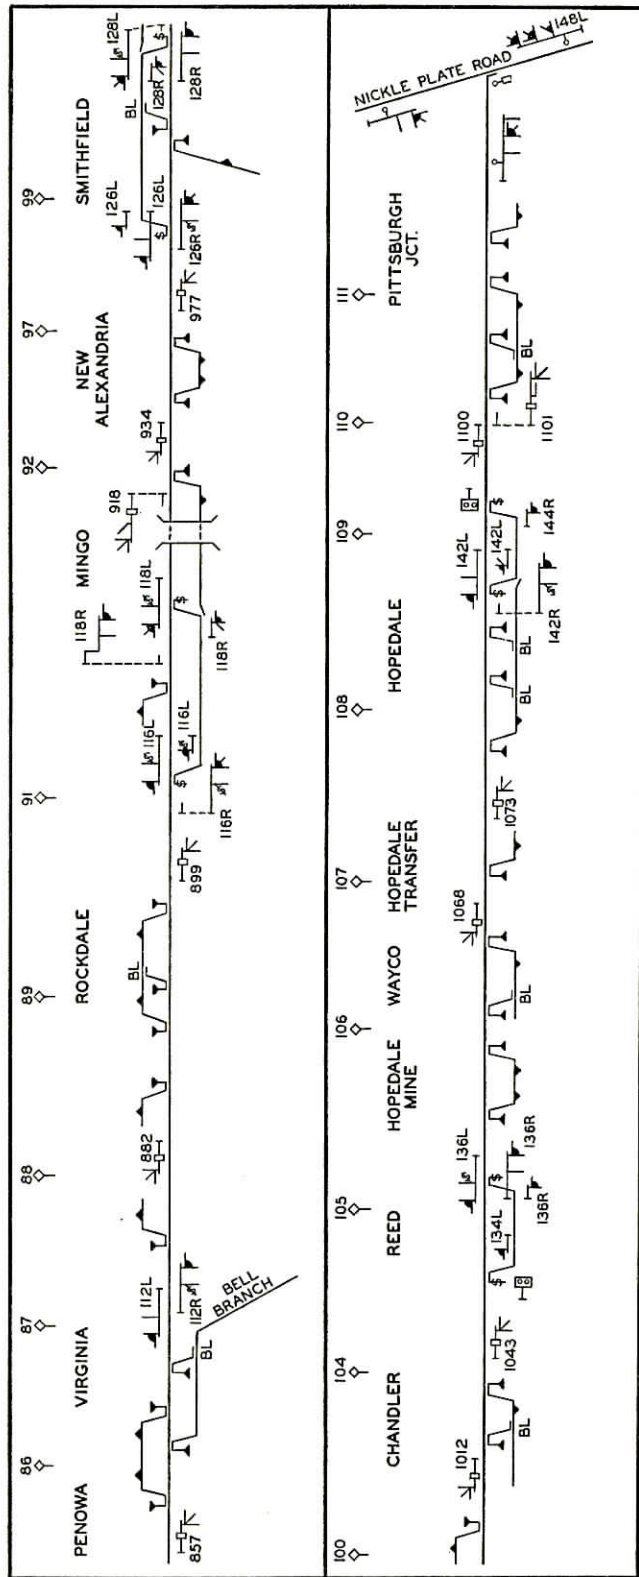 86
87
88
89
91
92
97
99
PENOWA
VIRGINIA
ROCKDALE
MINGO
NEW
ALEXANDRIA
SMITHFIELD
112L
882
BL
116L
118R
118L
918
934
126L
126L
BL
128L
128R
116L
857
BL
112R
BELL
BRANCH
899
116R
118R
977
126R
128R
$
$
$
$
100
104
105
106
107
108
109
110
111
CHANDLER
REED
HOPEDALE
MINE
WAYCO
HOPEDALE
TRANSFER
HOPEDALE
PITTSBURGH
JCT.
NICKLE PLATE ROAD
148L
1012
134L
136L
1068
142L
142L
1100
$
$
$
$
BL
1043
136R
136R
BL
1073
BL
BL
142R
144R
1101
BL